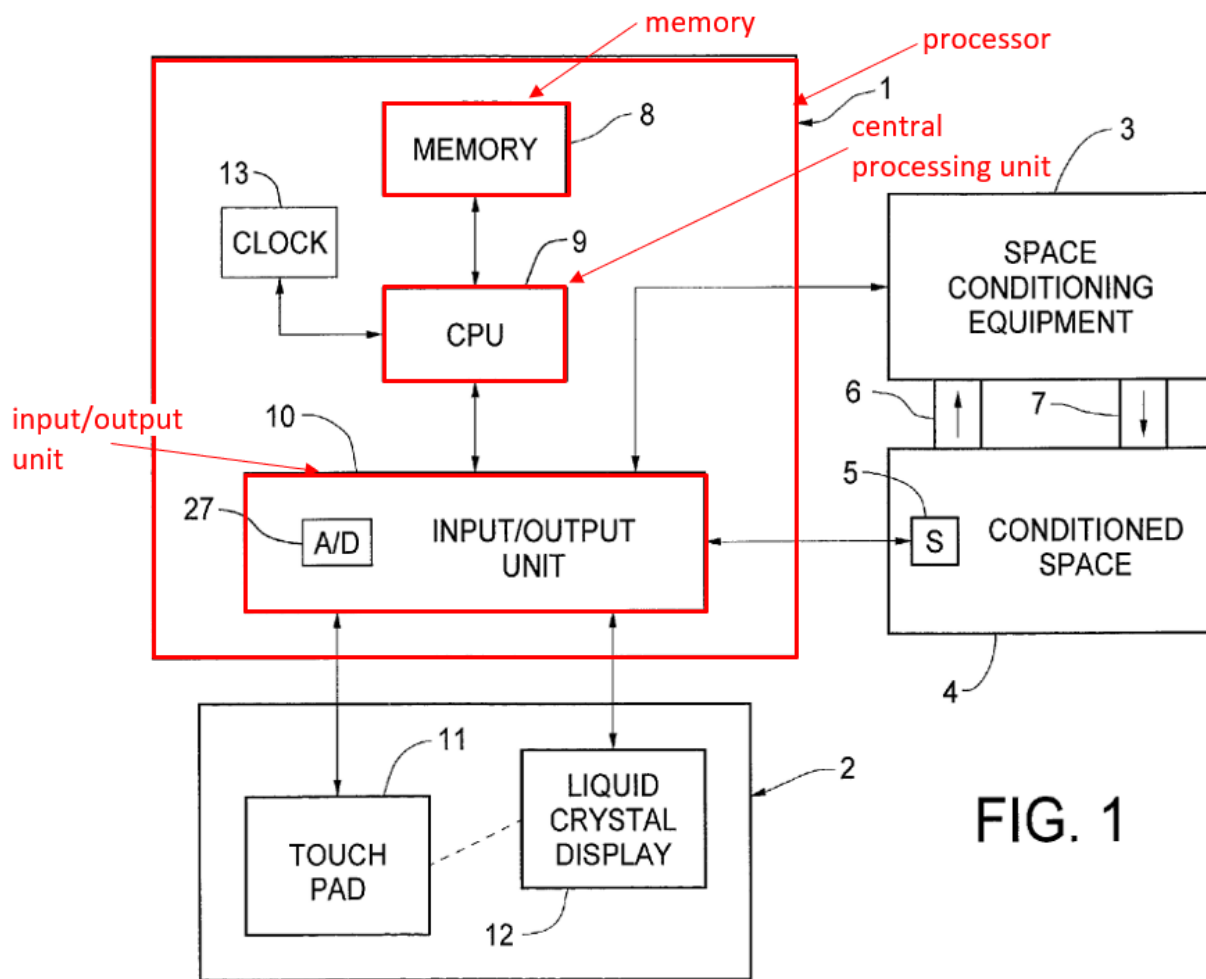 memory
processor
1
MEMORY
8
central
processing unit
3
13
CLOCK
9
CPU
SPACE
CONDITIONING
EQUIPMENT
6
7
input/output
unit
10
27
A/D
INPUT/OUTPUT
UNIT
5
S
CONDITIONED
SPACE
4
11
2
TOUCH
PAD
LIQUID
CRYSTAL
DISPLAY
12
FIG. 1